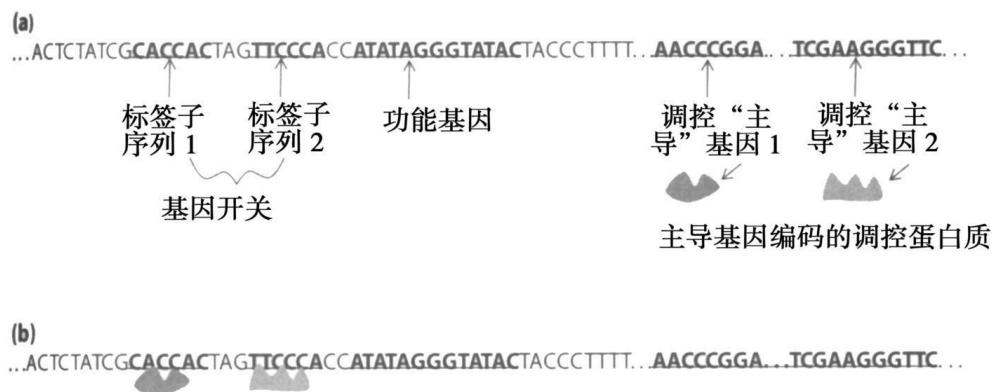 (a)
...ACTCTATCGCACCACTAGTTCCCACCATATAGGGTATACTACCCTTTT...AACCCGGA...TCGAAGGGTTC...
标签子
序列 1
标签子
序列 2
功能基因
调控“主
导”基因 1
调控“主
导”基因 2
基因开关
主导基因编码的调控蛋白质
(b)
...ACTCTATCGCACCACTAGTTCCCACCATATAGGGTATACTACCCTTTT...AACCCGGA...TCGAAGGGTTC...